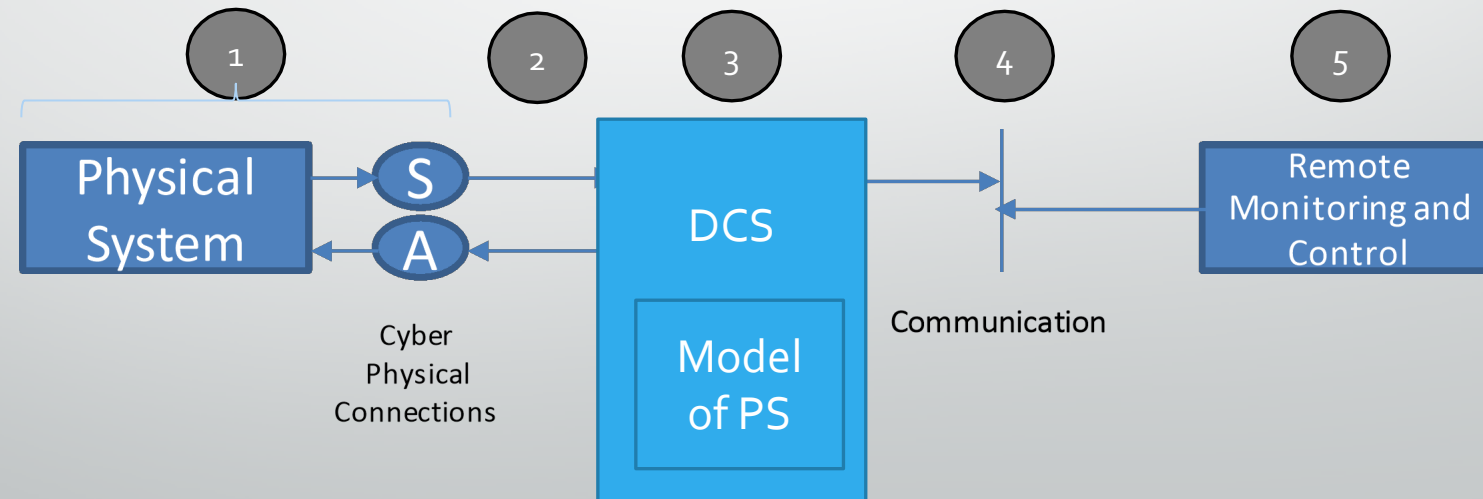 1
2
3
4
5
Physical
System
S
A
Cyber
Physical
Connections
DCS
Model
of PS
Communication
Remote
Monitoring and
Control